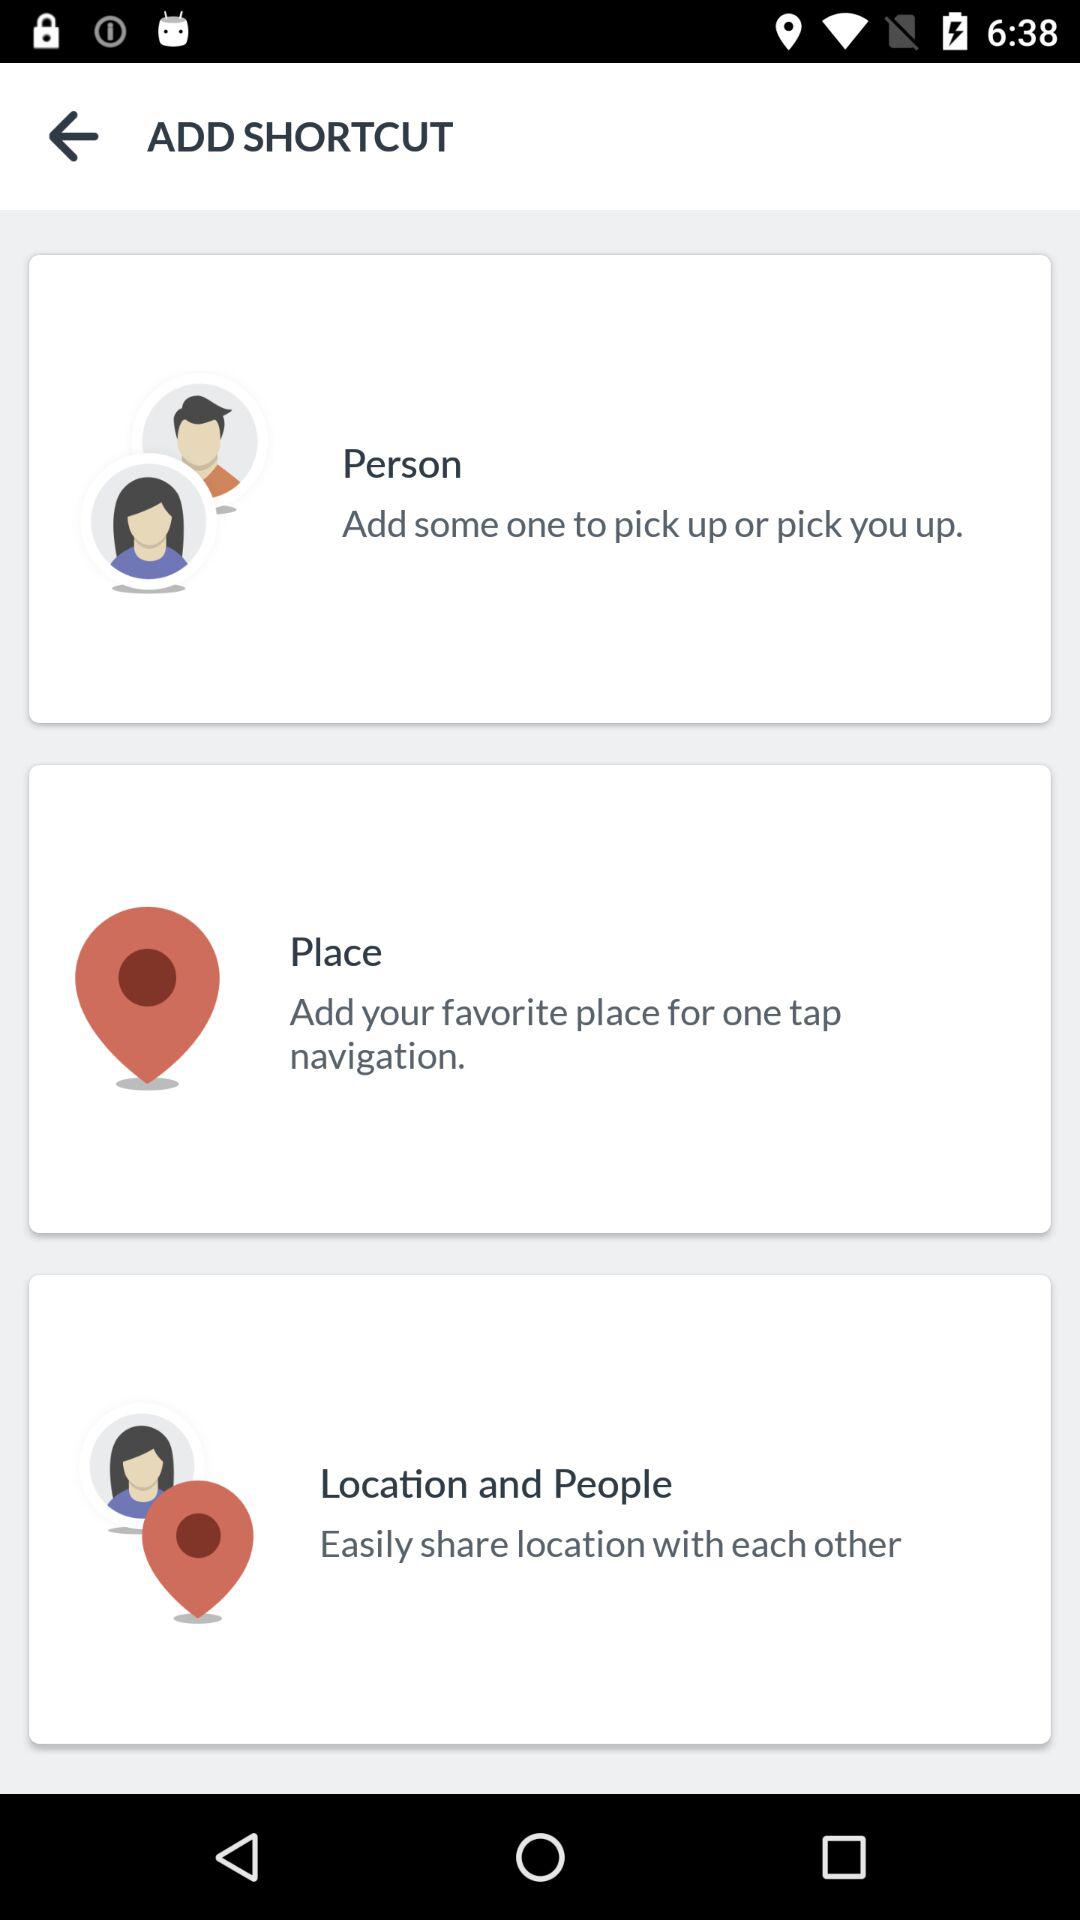 6:38
ADD SHORTCUT
Person
Add some one to pick up or pick you up.
Place
Add your favorite place for one tap
navigation.
Location and People
Easily share location with each other